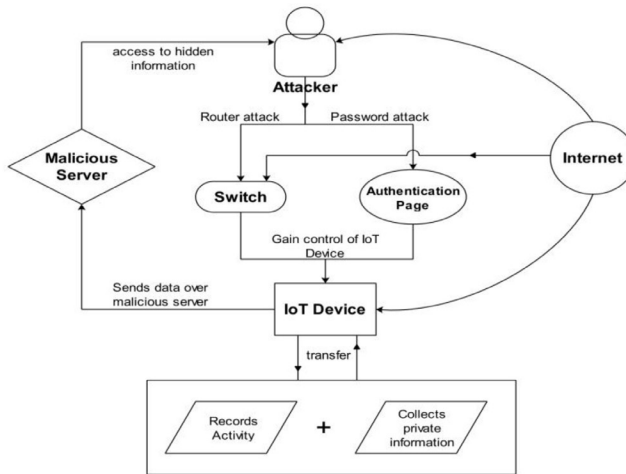 access to hidden
information
Attacker
Router attack
Password attack
Malicious
Server
Internet
Switch
Authentication
Page
Gain control of IoT
Device
Sends data over
malicious server
IoT Device
transfer
Records
Activity
+
Collects
private
information